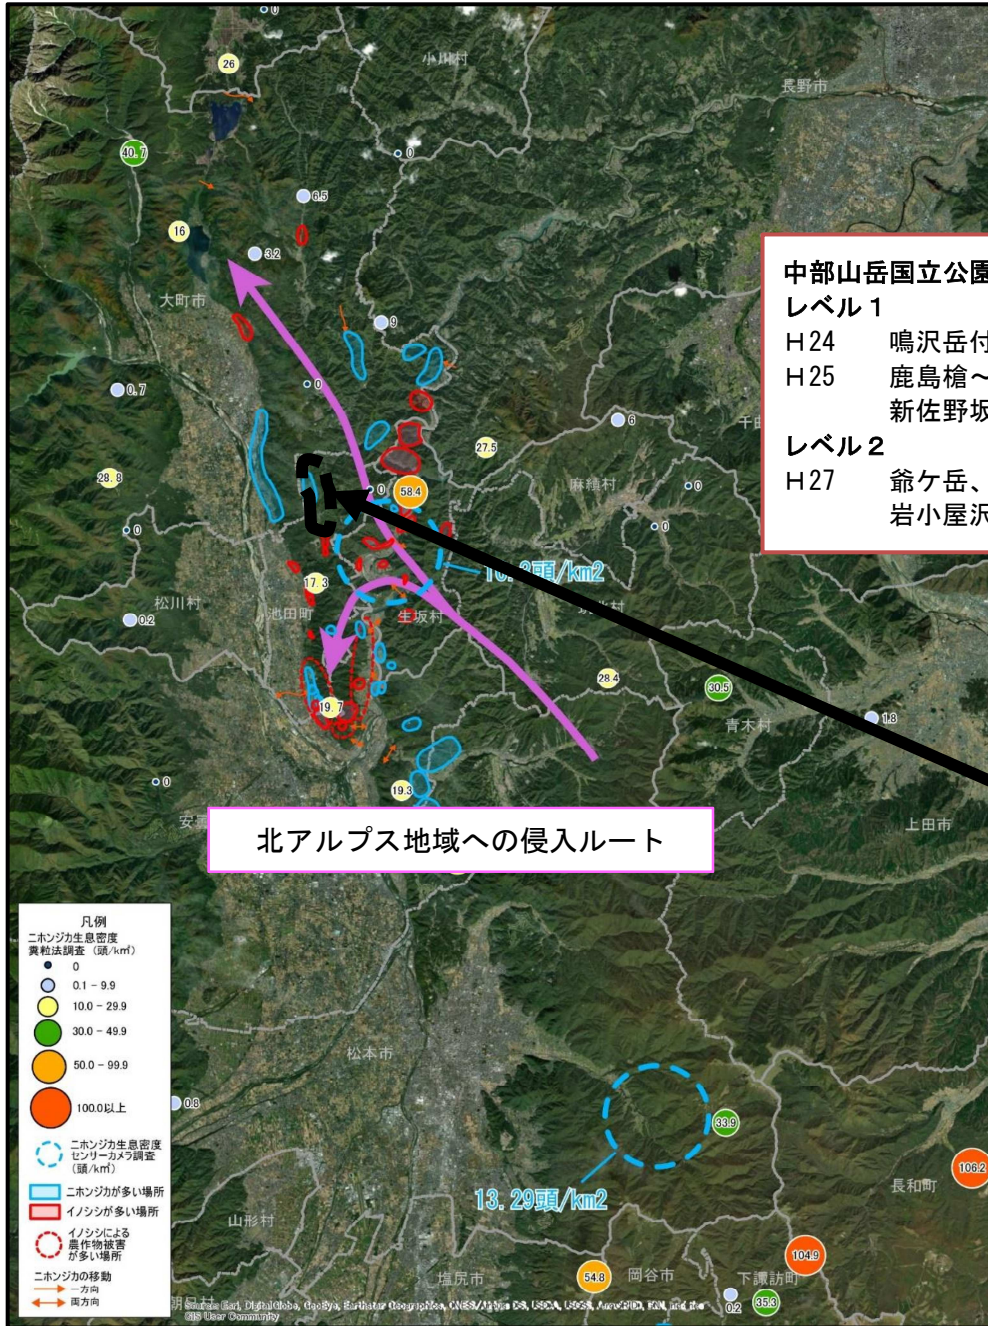 小川村
長野市
0
26
40.7
0
6.5
16
3.2
大町市
9
0
0.7
6
27.5
28.8
0
58.4
麻績村
0
0
0
16.2頭/km2
17.3
松川村
池田町
0.2
生坂村
28.4
30.5
19.7
青木村
1.8
0
19.3
上田市
北アルプス地域への侵入ルート
中部山岳国立公園
レベル1
H24 鳴沢岳付
H25 鹿島槍～
新佐野坂
レベル2
H27 爺ケ岳、
岩小屋沢
凡例
ニホンジカ生息密度
糞粒法調査 (頭/km²)
0
0.1 - 9.9
10.0 - 29.9
30.0 - 49.9
50.0 - 99.9
100.0以上
ニホンジカ生息密度
センサーカメラ調査
(頭/km²)
ニホンジカが多い場所
イノシシが多い場所
イノシシによる
農作物被害
が多い場所
ニホンジカの移動
一方向
両方向
松本市
0.8
33.9
106.2
長和町
13.29頭/km2
山形村
104.9
塩尻市
54.8
岡谷市
下諏訪町
0.2
35.3
朝日村
GIS User Community